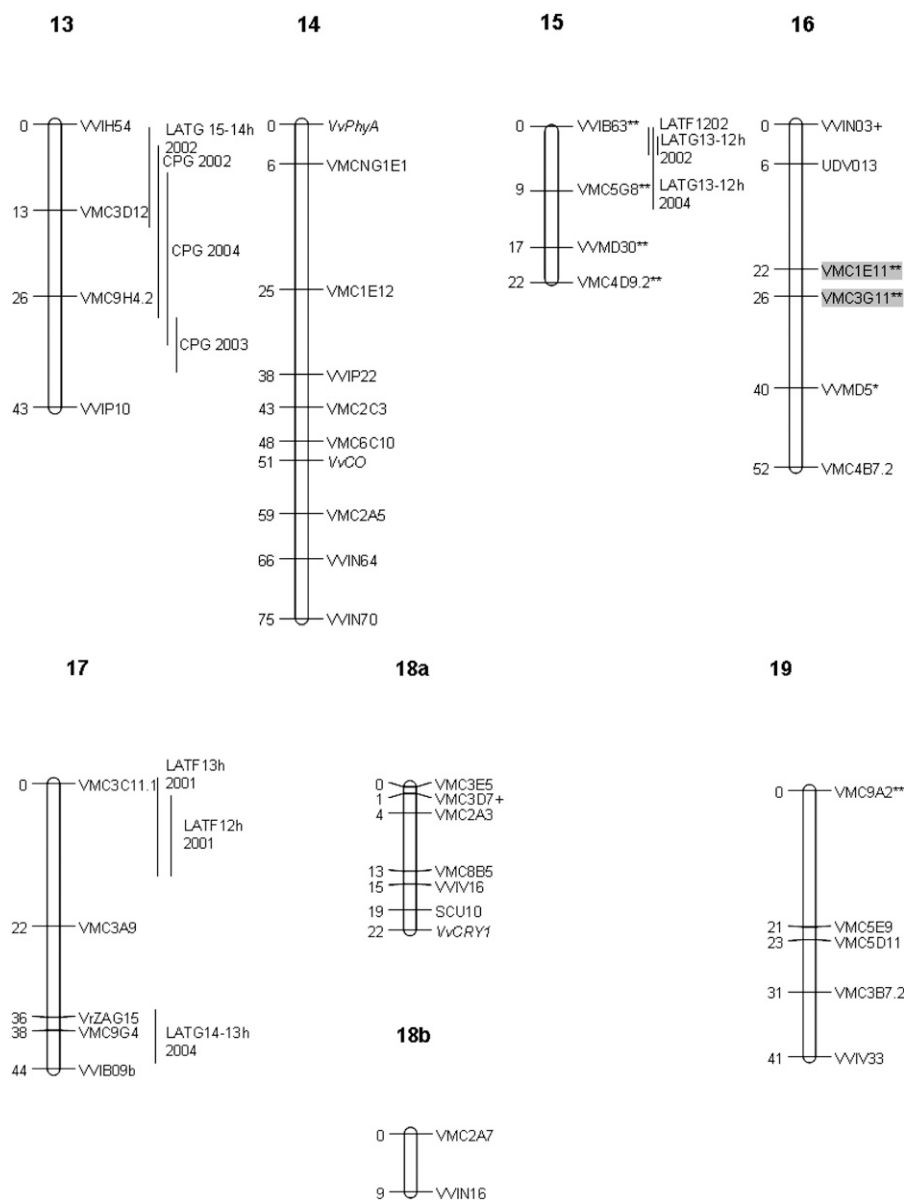 13
0 VVIH54
13 VMC3D12
26 VMC9H4.2
43 VVIP10
LATG 15-14h
2002
CPG 2002
CPG 2004
CPG 2003
14
0 VvPhyA
6 VMCNG1E1
25 VMC1E12
38 VVIP22
43 VMC2C3
48 VMC6C10
51 VvCO
59 VMC2A5
66 VVIN64
75 VVIN70
15
0 VVIB63**
9 VMC5G8**
17 VVMD30**
22 VMC4D9.2**
LATF1202
LATG13-12h
2002
LATG13-12h
2004
16
0 VVIN03+
6 UDV013
22 VMC1E11**
26 VMC3G11**
40 VVMD5*
52 VMC4B7.2
17
0 VMC3C11.1
22 VMC3A9
36 VrZAG15
38 VMC9G4
44 VVIB09b
LATF13h
2001
LATF12h
2001
LATG14-13h
2004
18a
0 VMC3E5
1 VMC3D7+
4 VMC2A3
13 VMC8B5
15 VVIV16
19 SCU10
22 VvCRY1
18b
0 VMC2A7
9 VVIN16
19
0 VMC9A2**
21 VMC5E9
23 VMC5D11
31 VMC3B7.2
41 VVIV33